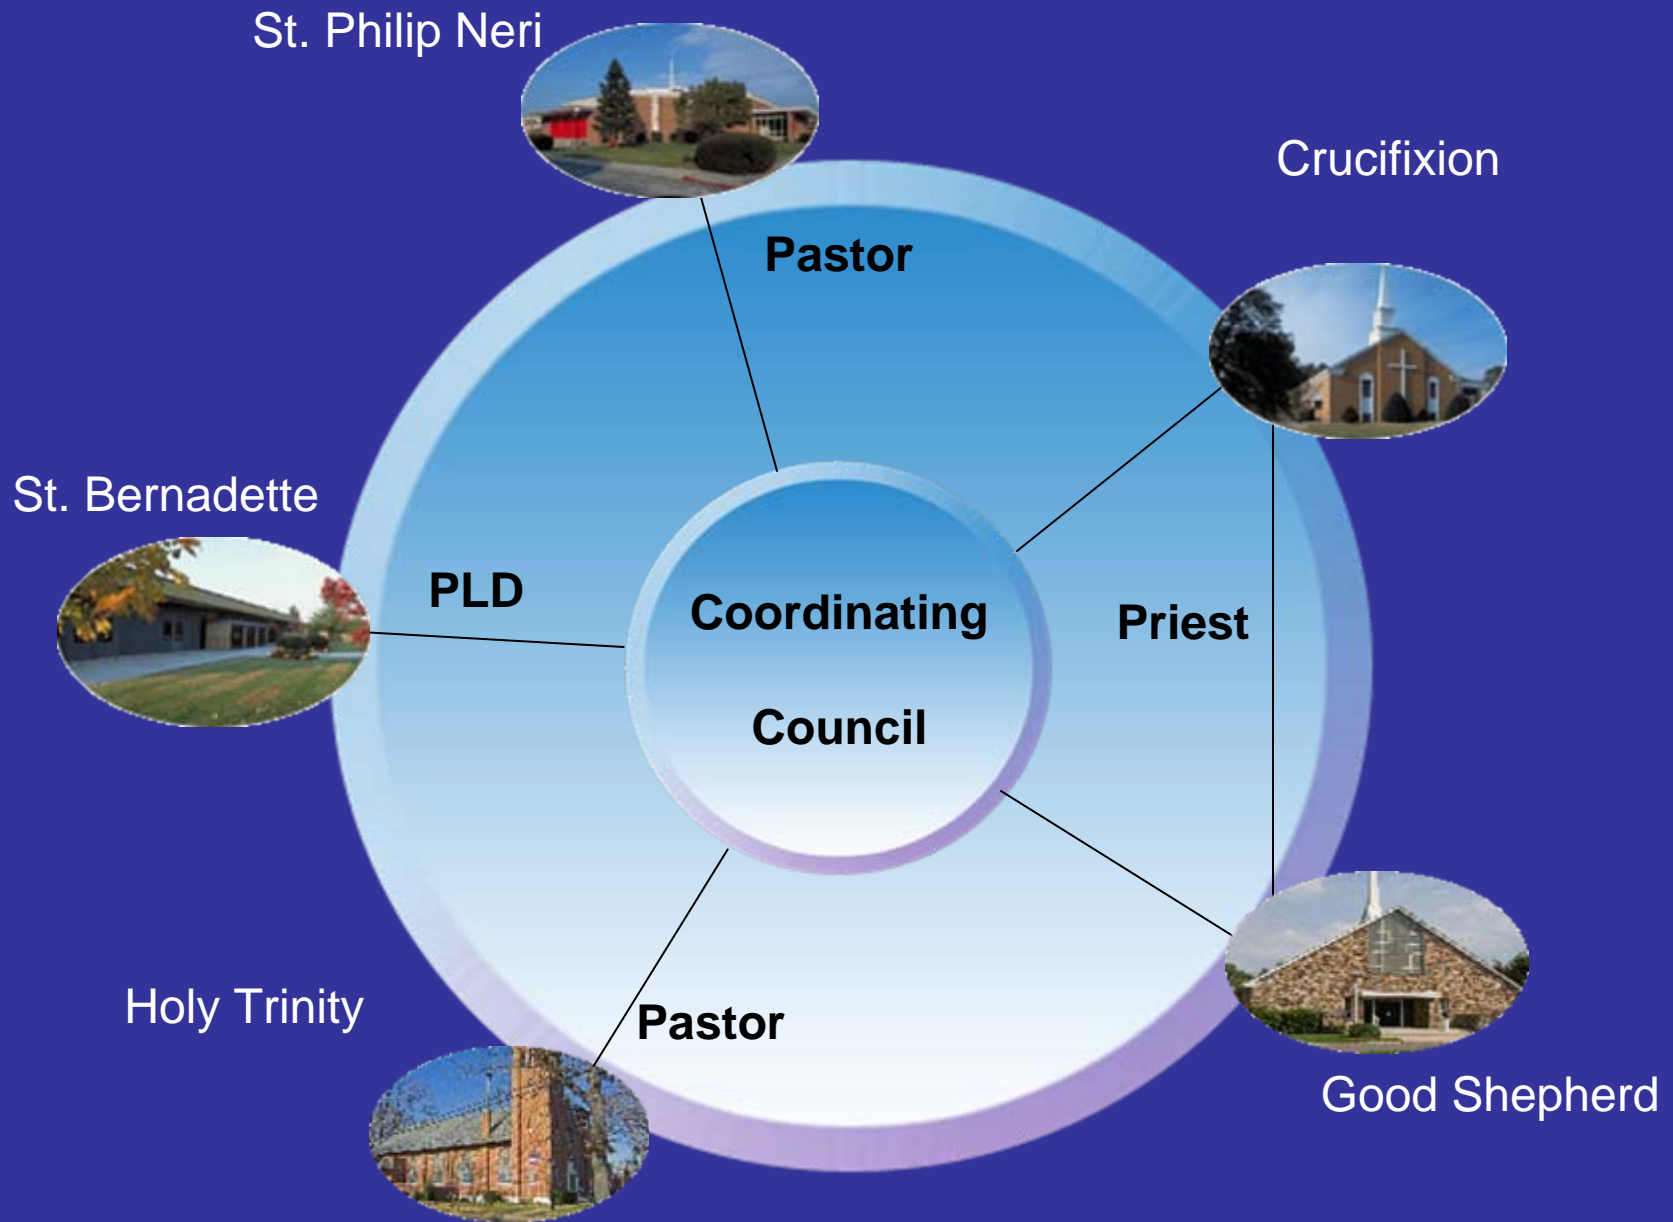 St. Philip Neri
Crucifixion
Pastor
St. Bernadette
PLD
Coordinating
Council
Priest
Holy Trinity
Pastor
Good Shepherd